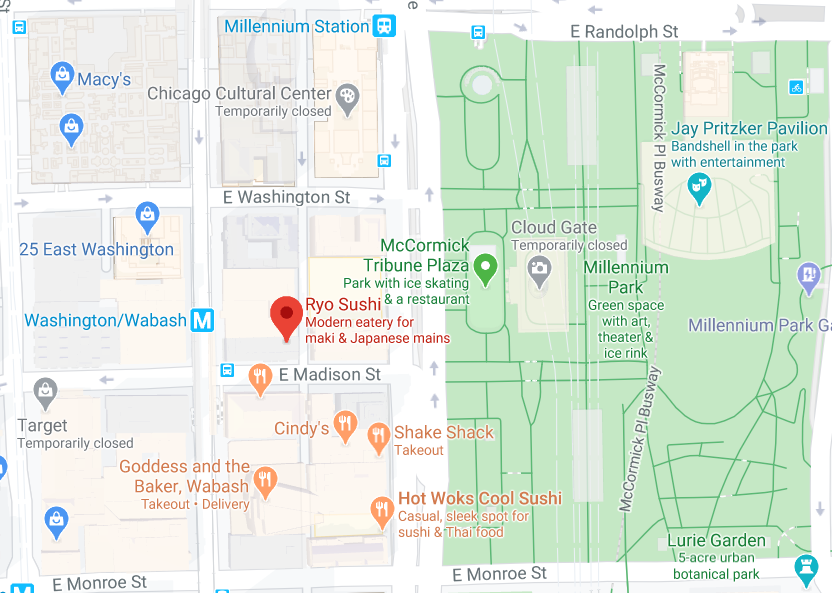 E Randolph St
Millennium Station
Macy's
Chicago Cultural Center
Temporarily closed
McCormick Pl Busway
Jay Pritzker Pavilion
Bandshell in the park
with entertainment
E Washington St
25 East Washington
McCormick
Tribune Plaza
Park with ice skating
& a restaurant
Cloud Gate
Temporarily closed
Millennium
Park
Green space
with art,
theater &
ice rink
Ryo Sushi
Modern eatery for
maki & Japanese mains
Washington/Wabash
M
Millennium Park Ga
E Madison St
McCormick Pl Busway
Target
Temporarily closed
Cindy's
Shake Shack
Takeout
Goddess and the
Baker, Wabash
Takeout • Delivery
Hot Woks Cool Sushi
Casual, sleek spot for
sushi & Thai food
Lurie Garden
5-acre urban
botanical park
E Monroe St
E Monroe St